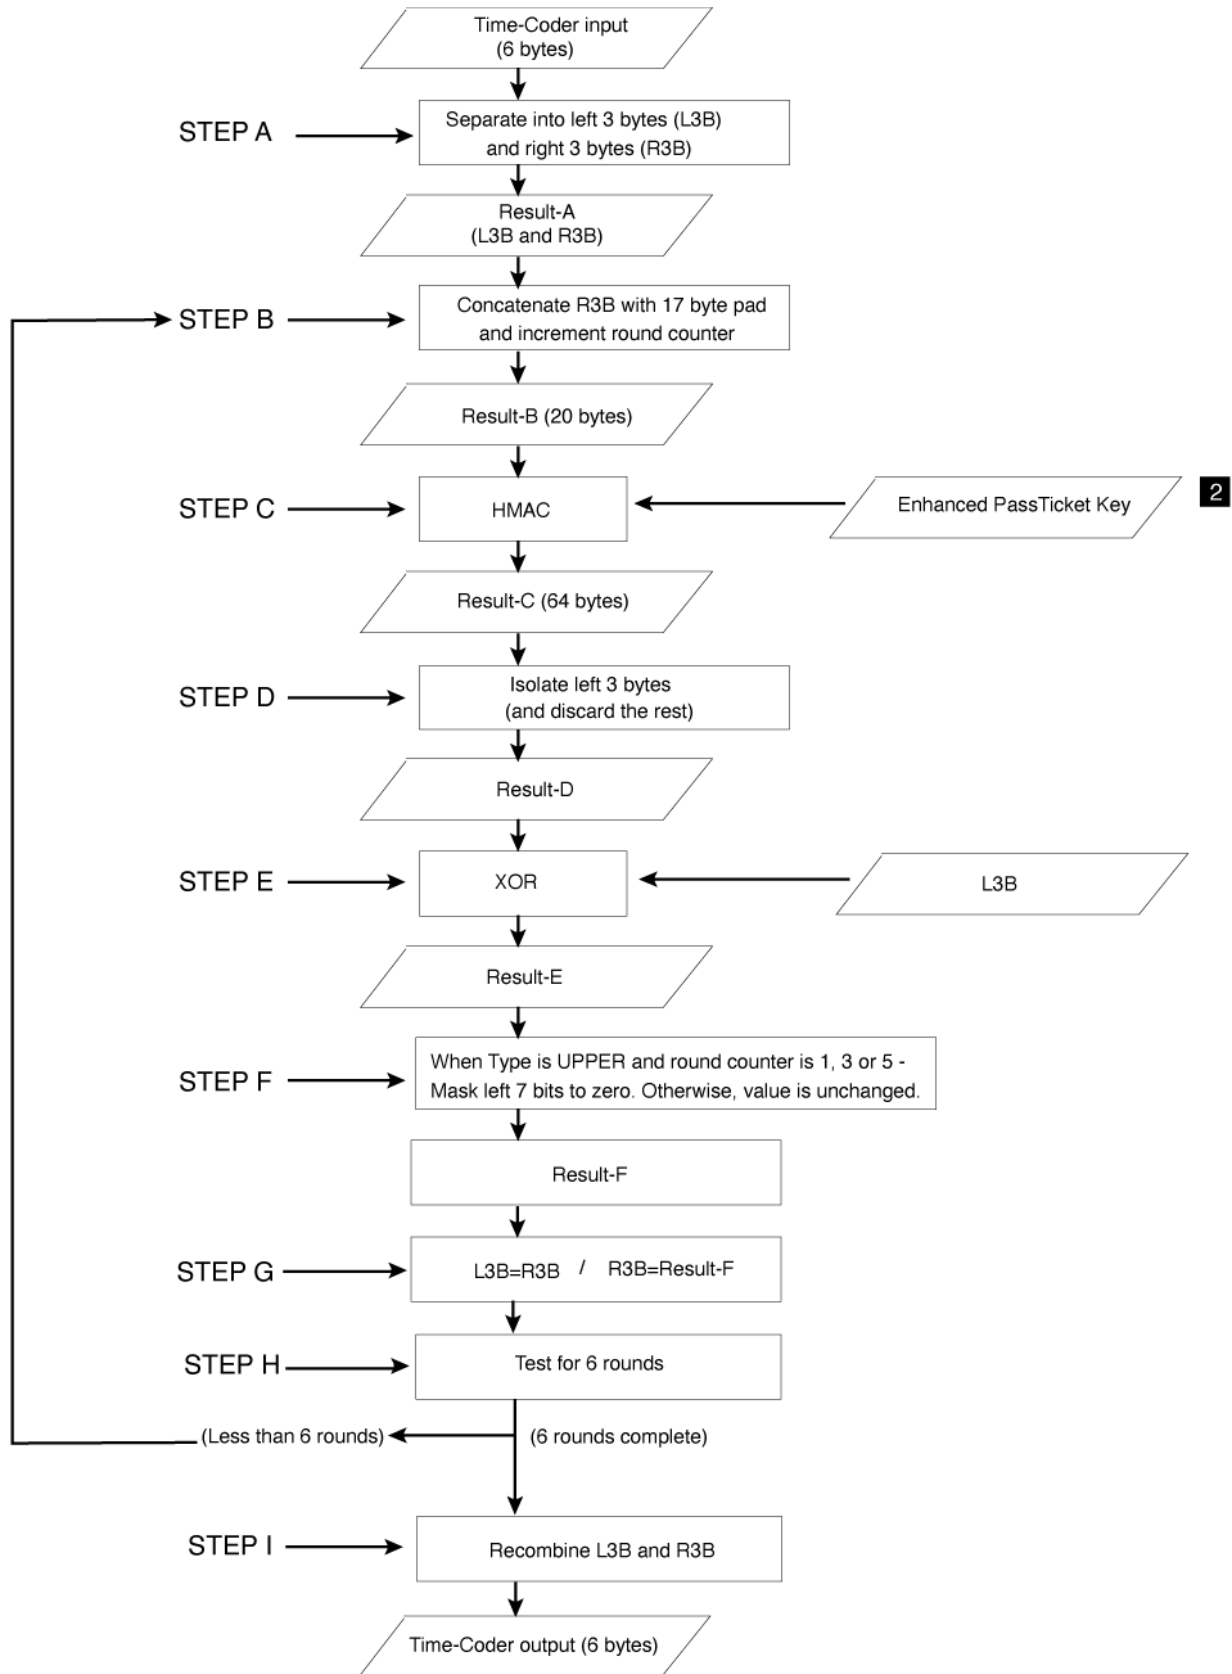 Time-Coder input
(6 bytes)
STEP A
Separate into left 3 bytes (L3B)
and right 3 bytes (R3B)
Result-A
(L3B and R3B)
STEP B
Concatenate R3B with 17 byte pad
and increment round counter
Result-B (20 bytes)
STEP C
HMAC
Enhanced PassTicket Key
2
Result-C (64 bytes)
STEP D
Isolate left 3 bytes
(and discard the rest)
Result-D
STEP E
XOR
L3B
Result-E
STEP F
When Type is UPPER and round counter is 1, 3 or 5 -
Mask left 7 bits to zero. Otherwise, value is unchanged.
Result-F
STEP G
L3B=R3B / R3B=Result-F
STEP H
Test for 6 rounds
(Less than 6 rounds)
(6 rounds complete)
STEP I
Recombine L3B and R3B
Time-Coder output (6 bytes)